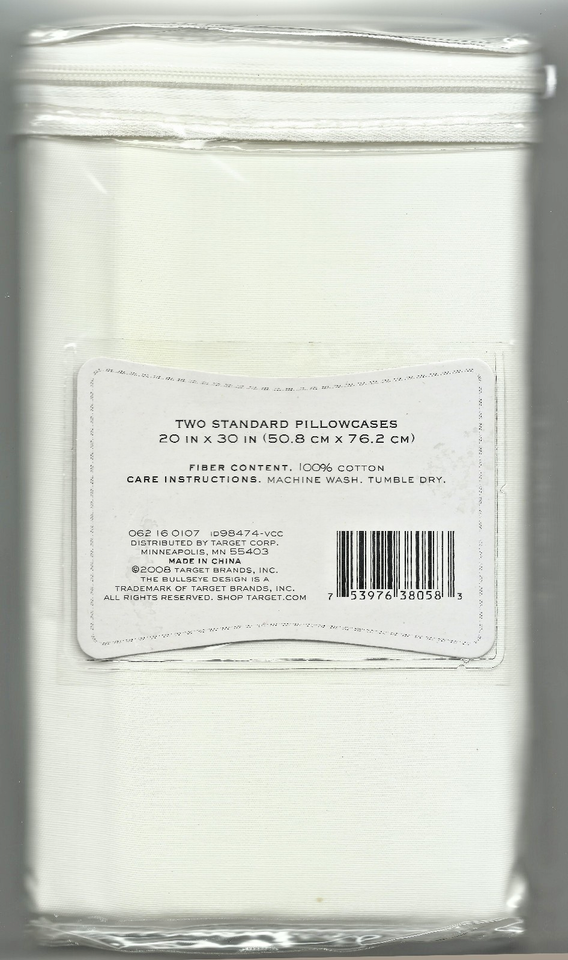 TWO STANDARD PILLOWCASES
20 IN X 30 IN (50.8 CM X 76.2 CM)
FIBER CONTENT. 100% COTTON
CARE INSTRUCTIONS. MACHINE WASH. TUMBLE DRY.
062 16 0107 ID98474-VCC
DISTRIBUTED BY TARGET CORP.
MINNEAPOLIS, MN 55403
MADE IN CHINA
©2008 TARGET BRANDS, INC.
THE BULLSEYE DESIGN IS A
TRADEMARK OF TARGET BRANDS, INC.
ALL RIGHTS RESERVED. SHOP TARGET.COM
7 53976 38058 3